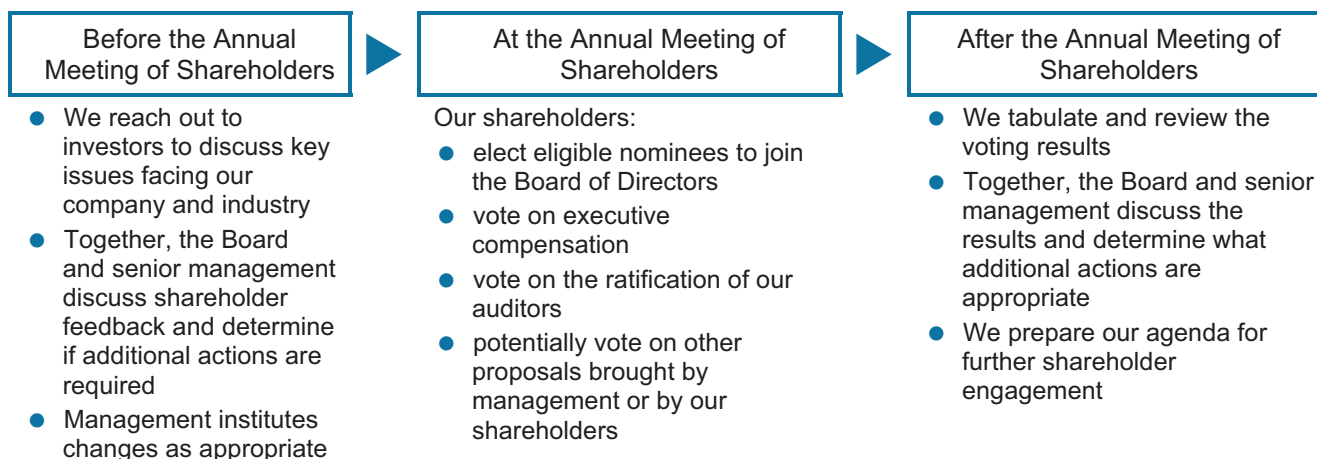 Before the Annual
Meeting of Shareholders
We reach out to
investors to discuss key
issues facing our
company and industry
Together, the Board
and senior management
discuss shareholder
feedback and determine
if additional actions are
required
Management institutes
changes as appropriate
At the Annual Meeting of
Shareholders
Our shareholders:
elect eligible nominees to join
the Board of Directors
vote on executive
compensation
vote on the ratification of our
auditors
potentially vote on other
proposals brought by
management or by our
shareholders
After the Annual Meeting of
Shareholders
We tabulate and review the
voting results
Together, the Board and senior
management discuss the
results and determine what
additional actions are
appropriate
We prepare our agenda for
further shareholder
engagement